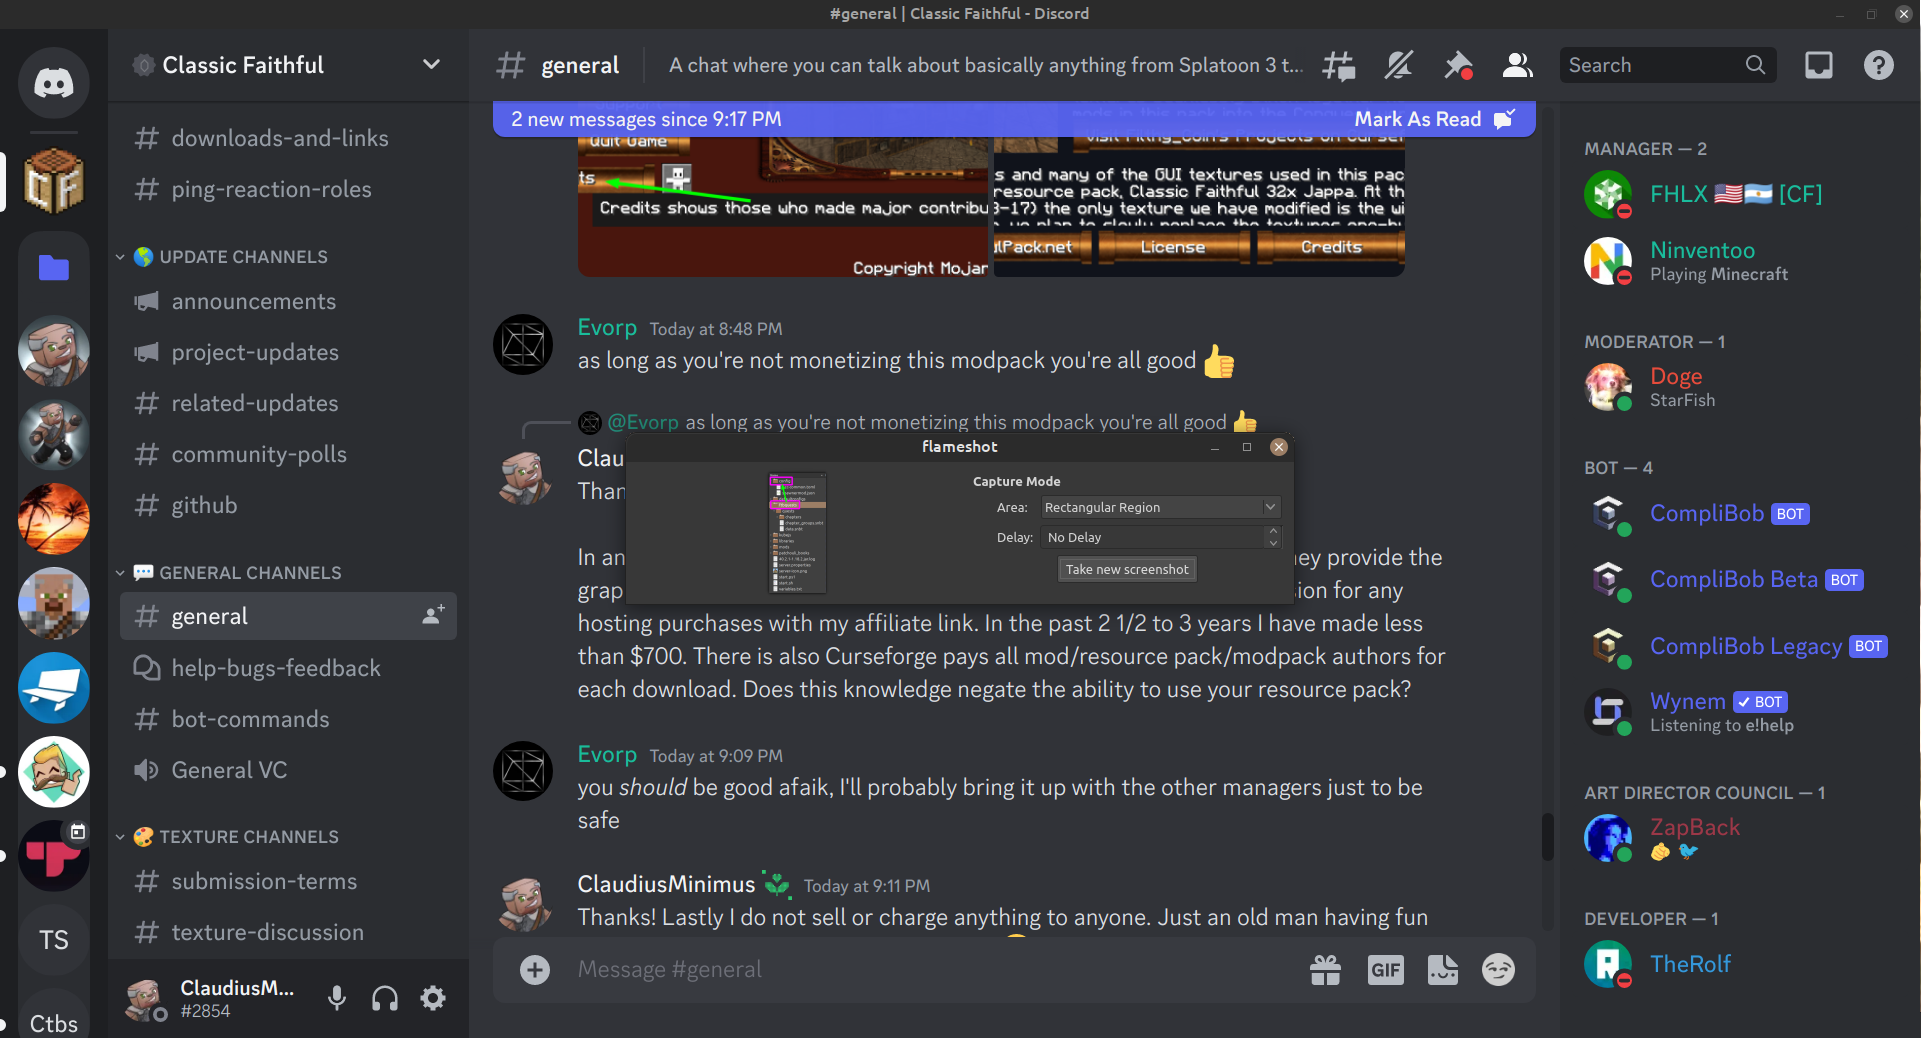 #general | Classic Faithful - Discord
Classic Faithful
downloads-and-links
ping-reaction-roles
UPDATE CHANNELS
announcements
project-updates
related-updates
community-polls
github
GENERAL CHANNELS
general
help-bugs-feedback
bot-commands
General VC
TEXTURE CHANNELS
submission-terms
texture-discussion
TS
Ctbs
ClaudiusM...
#2854
general
A chat where you can talk about basically anything from Splatoon 3 t...
Search
2 new messages since 9:17 PM
Mark As Read
Quit Game
ts
Credits shows those who made major contribu
Copyright Mojan
Visit Filthy_Coin's Projects on Cursef
s and many of the GUI textures used in this pac
resource pack, Classic Faithful 32x Jappa. At th
3-17) the only texture we have modified is the wi
ulPack.net
License
Credits
Evorp Today at 8:48 PM
as long as you're not monetizing this modpack you're all good
@Evorp as long as you're not monetizing this modpack you're all good
Clau
Than
In an
ey provide the
grap
ion for any
hosting purchases with my affiliate link. In the past 2 1/2 to 3 years I have made less
than $700. There is also Curseforge pays all mod/resource pack/modpack authors for
each download. Does this knowledge negate the ability to use your resource pack?
flameshot
Capture Mode
Area: Rectangular Region
Delay: No Delay
Take new screenshot
Evorp Today at 9:09 PM
you should be good afaik, I'll probably bring it up with the other managers just to be
safe
ClaudiusMinimus Today at 9:11 PM
Thanks! Lastly I do not sell or charge anything to anyone. Just an old man having fun
Message #general
GIF
MANAGER — 2
FHLX [CF]
Ninventoo
Playing Minecraft
MODERATOR — 1
Doge
StarFish
BOT — 4
CompliBob BOT
CompliBob Beta BOT
CompliBob Legacy BOT
Wynem BOT
Listening to e!help
ART DIRECTOR COUNCIL — 1
ZapBack
DEVELOPER — 1
TheRolf